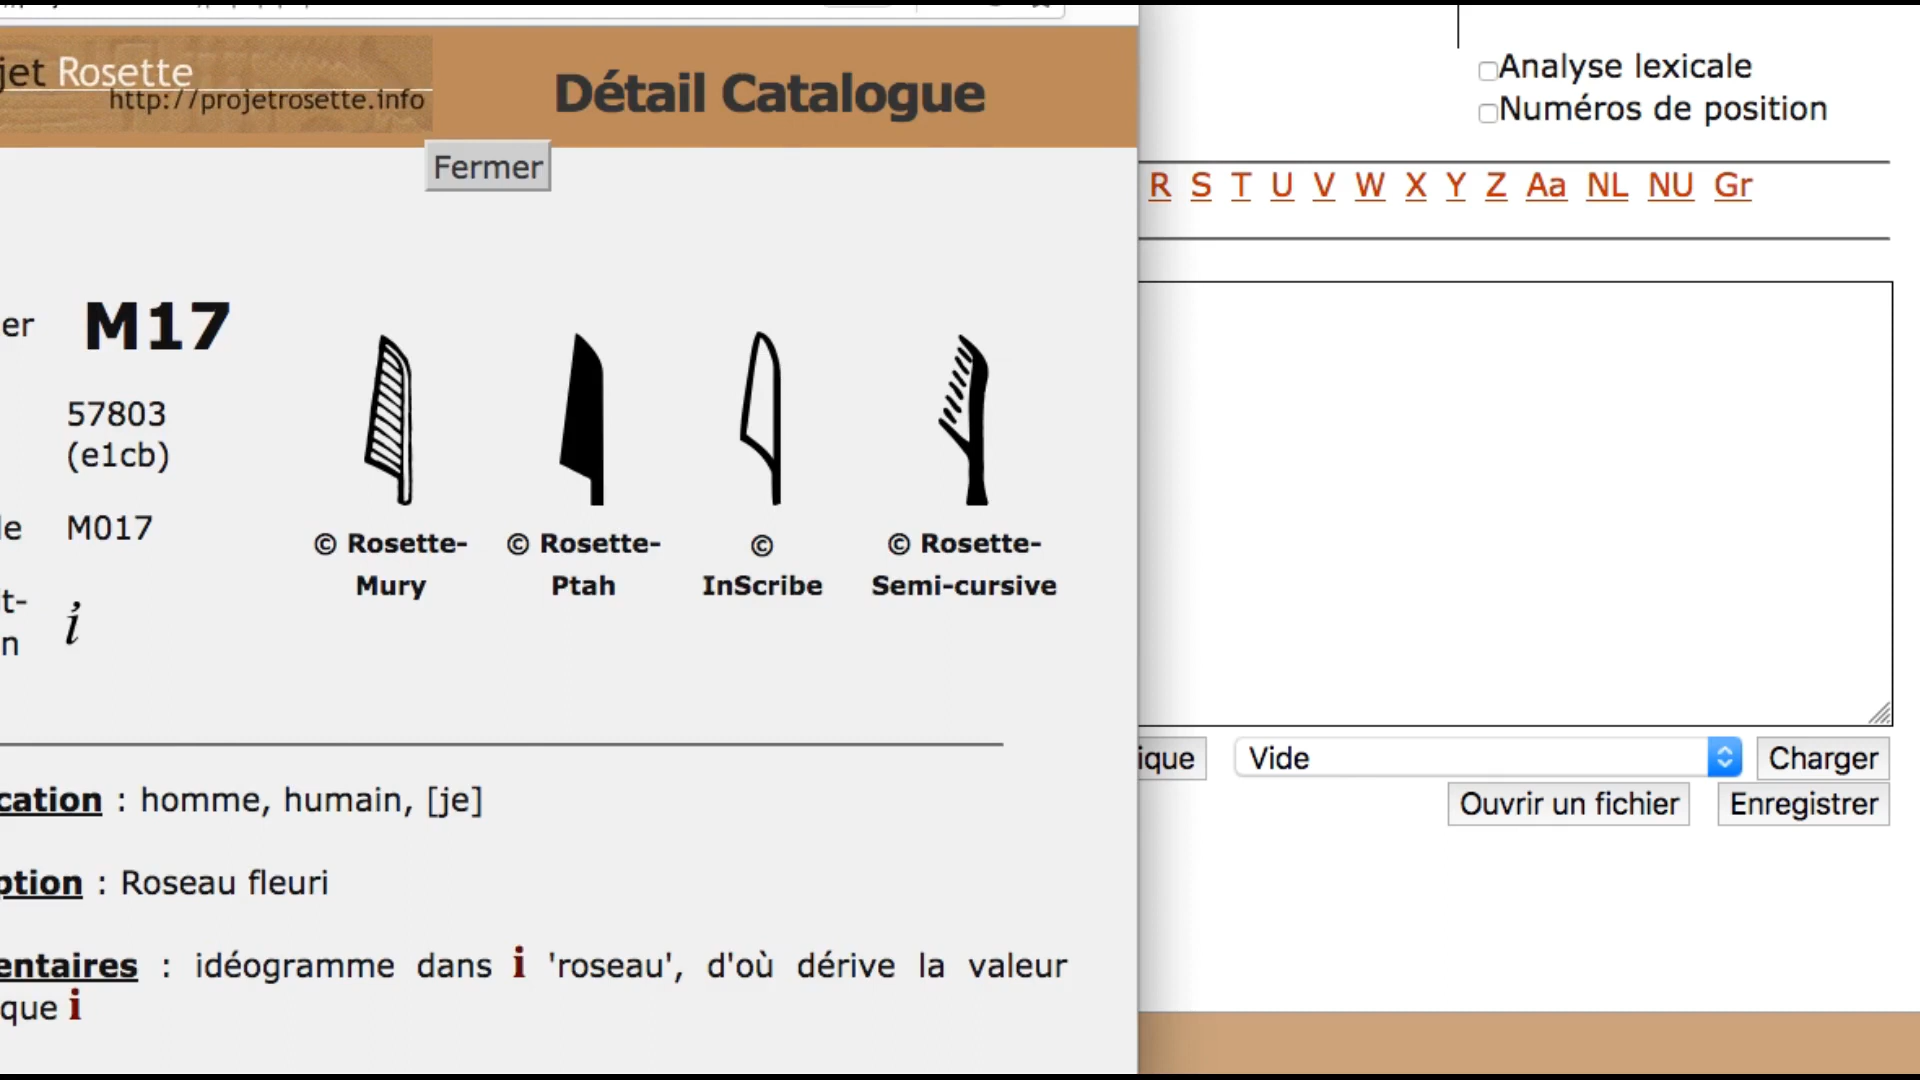 jet Rosette
http://projetrosette.info
Détail Catalogue
Fermer
er M17
57803
(e1cb)
le M017
t-
n
i
© Rosette-
Mury
© Rosette-
Ptah
©
InScribe
© Rosette-
Semi-cursive
cation : homme, humain, [je]
ption : Roseau fleuri
entaires : idéogramme dans i 'roseau', d'où dérive la valeur
que i
Analyse lexicale
Numéros de position
R S T U V W X Y Z Aa NL NU Gr
ique Vide Charger
Ouvrir un fichier Enregistrer